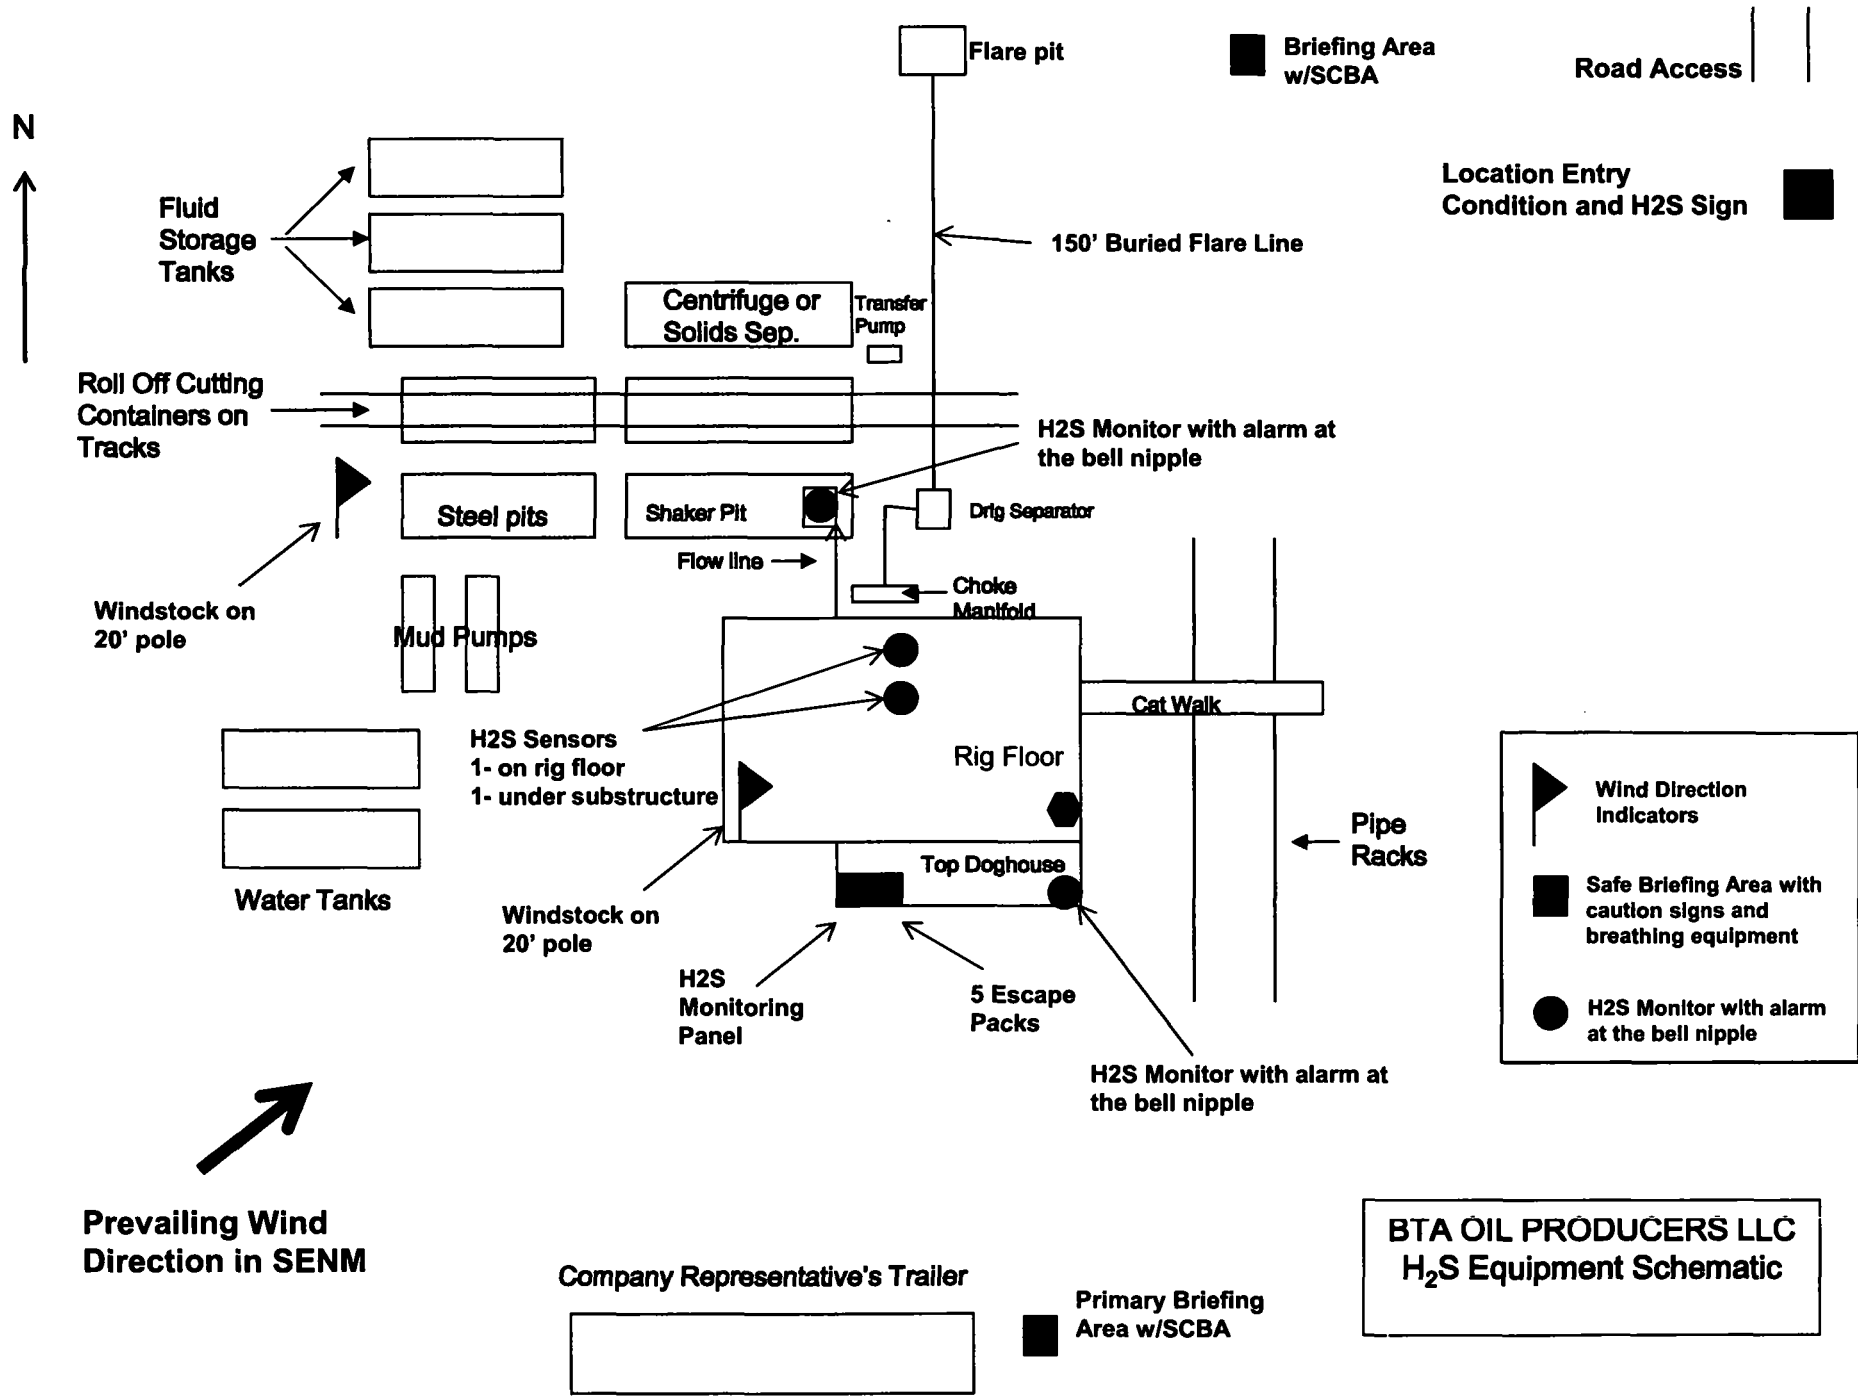 Flare pit
Briefing Area
w/SCBA
Road Access
N
Location Entry
Condition and H2S Sign
Fluid
Storage
Tanks
150' Buried Flare Line
Centrifuge or
Solids Sep.
Transfer
Pump
Roll Off Cutting
Containers on
Tracks
H2S Monitor with alarm at
the bell nipple
Steel pits
Shaker Pit
Drlg Separator
Flow line
Choke
Manifold
Windstock on
20' pole
Mud Pumps
Cat Walk
H2S Sensors
1- on rig floor
1- under substructure
Rig Floor
Wind Direction
Indicators
Pipe
Racks
Top Doghouse
Safe Briefing Area with
caution signs and
breathing equipment
Water Tanks
Windstock on
20' pole
H2S
Monitoring
Panel
5 Escape
Packs
H2S Monitor with alarm
at the bell nipple
H2S Monitor with alarm at
the bell nipple
Prevailing Wind
Direction in SENM
BTA OIL PRODUCERS LLC
H₂S Equipment Schematic
Company Representative's Trailer
Primary Briefing
Area w/SCBA